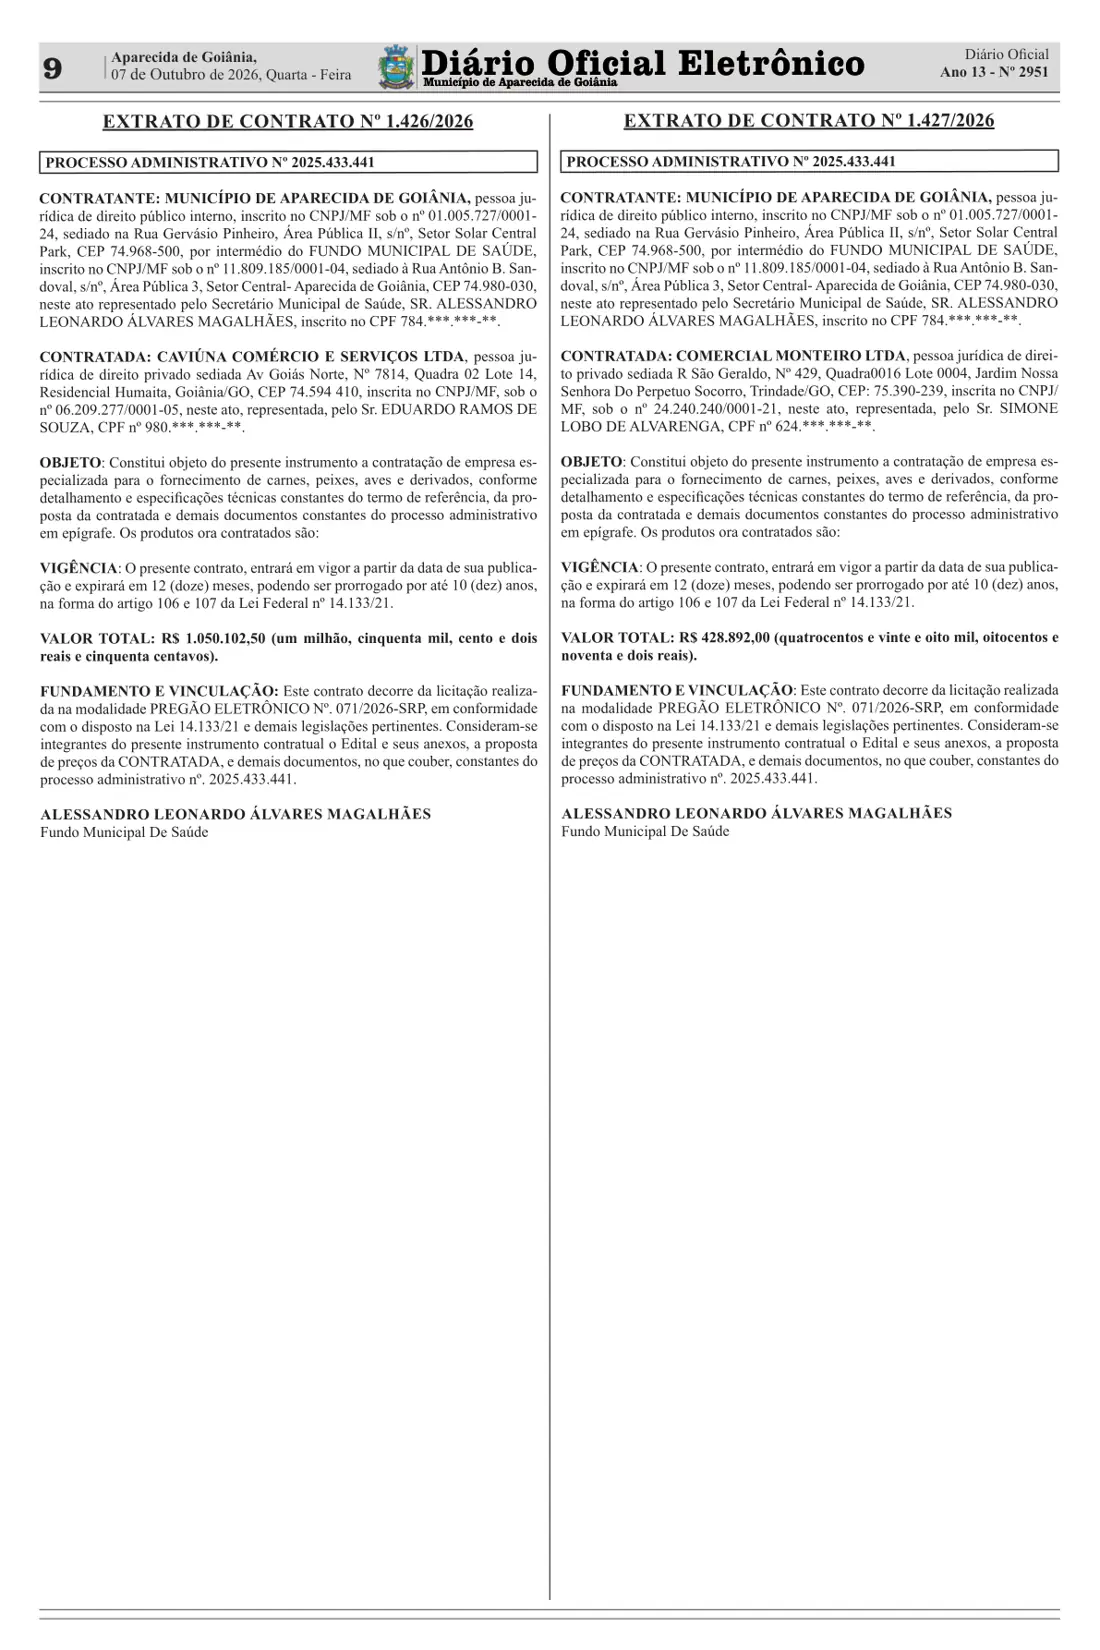 9
Aparecida de Goiânia,
07 de Outubro de 2026, Quarta - Feira
Diário Oficial Eletrônico
Município de Aparecida de Goiânia
Diário Oficial
Ano 13 - Nº 2951
EXTRATO DE CONTRATO Nº 1.426/2026
PROCESSO ADMINISTRATIVO Nº 2025.433.441
CONTRATANTE: MUNICÍPIO DE APARECIDA DE GOIÂNIA, pessoa ju-
rídica de direito público interno, inscrito no CNPJ/MF sob o nº 01.005.727/0001-
24, sediado na Rua Gervásio Pinheiro, Área Pública II, s/nº, Setor Solar Central
Park, CEP 74.968-500, por intermédio do FUNDO MUNICIPAL DE SAÚDE,
inscrito no CNPJ/MF sob o nº 11.809.185/0001-04, sediado à Rua Antônio B. San-
doval, s/nº, Área Pública 3, Setor Central- Aparecida de Goiânia, CEP 74.980-030,
neste ato representado pelo Secretário Municipal de Saúde, SR. ALESSANDRO
LEONARDO ÁLVARES MAGALHÃES, inscrito no CPF 784.***.***-**.
CONTRATADA: CAVIÚNA COMÉRCIO E SERVIÇOS LTDA, pessoa ju-
rídica de direito privado sediada Av Goiás Norte, Nº 7814, Quadra 02 Lote 14,
Residencial Humaita, Goiânia/GO, CEP 74.594 410, inscrita no CNPJ/MF, sob o
nº 06.209.277/0001-05, neste ato, representada, pelo Sr. EDUARDO RAMOS DE
SOUZA, CPF nº 980.***.***-**.
OBJETO: Constitui objeto do presente instrumento a contratação de empresa es-
pecializada para o fornecimento de carnes, peixes, aves e derivados, conforme
detalhamento e especificações técnicas constantes do termo de referência, da pro-
posta da contratada e demais documentos constantes do processo administrativo
em epígrafe. Os produtos ora contratados são:
VIGÊNCIA: O presente contrato, entrará em vigor a partir da data de sua publica-
ção e expirará em 12 (doze) meses, podendo ser prorrogado por até 10 (dez) anos,
na forma do artigo 106 e 107 da Lei Federal nº 14.133/21.
VALOR TOTAL: R$ 1.050.102,50 (um milhão, cinquenta mil, cento e dois
reais e cinquenta centavos).
FUNDAMENTO E VINCULAÇÃO: Este contrato decorre da licitação realiza-
da na modalidade PREGÃO ELETRÔNICO Nº. 071/2026-SRP, em conformidade
com o disposto na Lei 14.133/21 e demais legislações pertinentes. Consideram-se
integrantes do presente instrumento contratual o Edital e seus anexos, a proposta
de preços da CONTRATADA, e demais documentos, no que couber, constantes do
processo administrativo nº. 2025.433.441.
ALESSANDRO LEONARDO ÁLVARES MAGALHÃES
Fundo Municipal De Saúde
EXTRATO DE CONTRATO Nº 1.427/2026
PROCESSO ADMINISTRATIVO Nº 2025.433.441
CONTRATANTE: MUNICÍPIO DE APARECIDA DE GOIÂNIA, pessoa ju-
rídica de direito público interno, inscrito no CNPJ/MF sob o nº 01.005.727/0001-
24, sediado na Rua Gervásio Pinheiro, Área Pública II, s/nº, Setor Solar Central
Park, CEP 74.968-500, por intermédio do FUNDO MUNICIPAL DE SAÚDE,
inscrito no CNPJ/MF sob o nº 11.809.185/0001-04, sediado à Rua Antônio B. San-
doval, s/nº, Área Pública 3, Setor Central- Aparecida de Goiânia, CEP 74.980-030,
neste ato representado pelo Secretário Municipal de Saúde, SR. ALESSANDRO
LEONARDO ÁLVARES MAGALHÃES, inscrito no CPF 784.***.***-**.
CONTRATADA: COMERCIAL MONTEIRO LTDA, pessoa jurídica de direi-
to privado sediada R São Geraldo, Nº 429, Quadra0016 Lote 0004, Jardim Nossa
Senhora Do Perpetuo Socorro, Trindade/GO, CEP: 75.390-239, inscrita no CNPJ/
MF, sob o nº 24.240.240/0001-21, neste ato, representada, pelo Sr. SIMONE
LOBO DE ALVARENGA, CPF nº 624.***.***-**.
OBJETO: Constitui objeto do presente instrumento a contratação de empresa es-
pecializada para o fornecimento de carnes, peixes, aves e derivados, conforme
detalhamento e especificações técnicas constantes do termo de referência, da pro-
posta da contratada e demais documentos constantes do processo administrativo
em epígrafe. Os produtos ora contratados são:
VIGÊNCIA: O presente contrato, entrará em vigor a partir da data de sua publica-
ção e expirará em 12 (doze) meses, podendo ser prorrogado por até 10 (dez) anos,
na forma do artigo 106 e 107 da Lei Federal nº 14.133/21.
VALOR TOTAL: R$ 428.892,00 (quatrocentos e vinte e oito mil, oitocentos e
noventa e dois reais).
FUNDAMENTO E VINCULAÇÃO: Este contrato decorre da licitação realizada
na modalidade PREGÃO ELETRÔNICO Nº. 071/2026-SRP, em conformidade
com o disposto na Lei 14.133/21 e demais legislações pertinentes. Consideram-se
integrantes do presente instrumento contratual o Edital e seus anexos, a proposta
de preços da CONTRATADA, e demais documentos, no que couber, constantes do
processo administrativo nº. 2025.433.441.
ALESSANDRO LEONARDO ÁLVARES MAGALHÃES
Fundo Municipal De Saúde